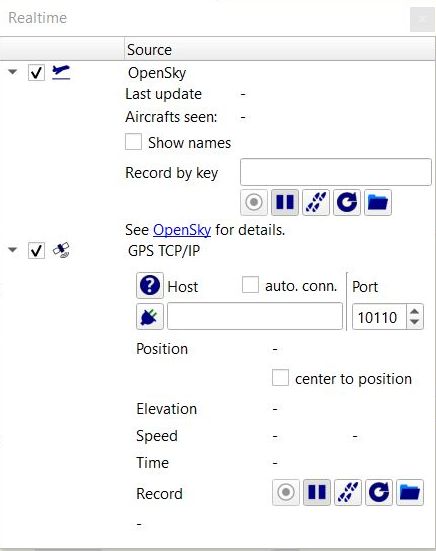 Realtime
Source
OpenSky
Last update -
Aircrafts seen: -
Show names
Record by key
See OpenSky for details.
GPS TCP/IP
? Host auto. conn. Port
10110
Position -
center to position
Elevation -
Speed - -
Time -
Record
-